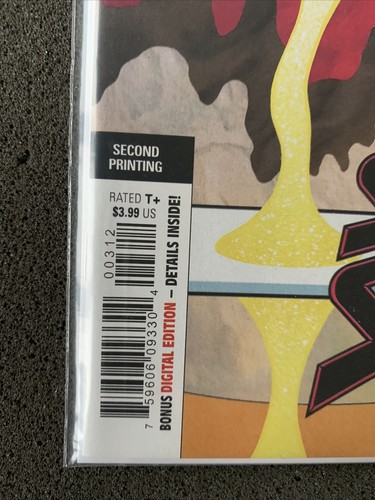 SECOND
PRINTING
RATED T+
$3.99 US
00312
7 59606 09330 4
BONUS DIGITAL EDITION – DETAILS INSIDE!